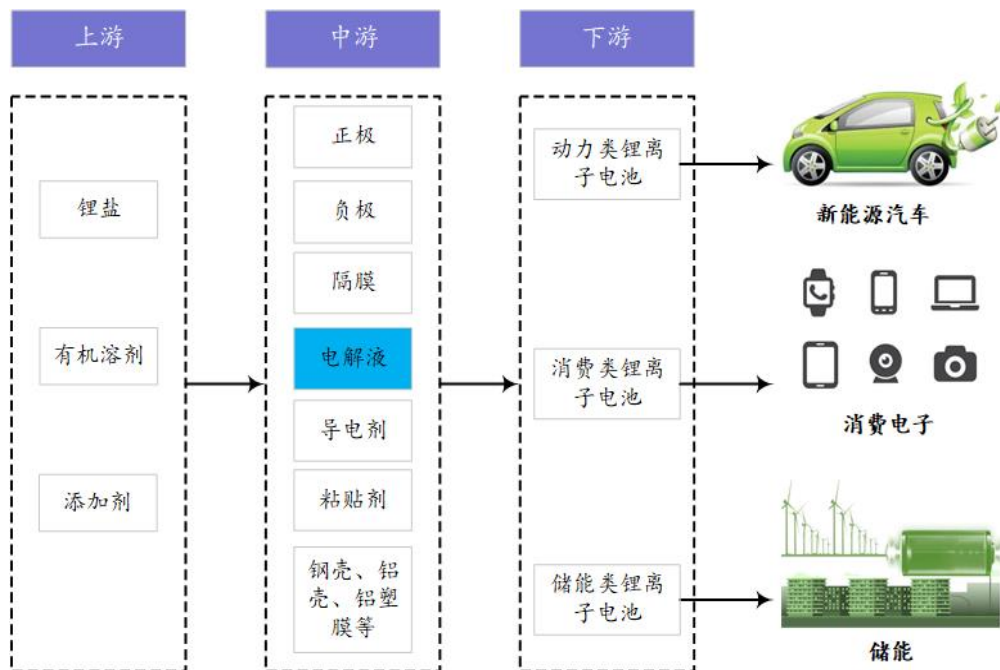 上游
中游
下游
锂盐
有机溶剂
添加剂
正极
负极
隔膜
电解液
导电剂
粘贴剂
钢壳、铝
壳、铝塑
膜等
动力类锂离
子电池
消费类锂离
子电池
储能类锂离
子电池
新能源汽车
消费电子
储能